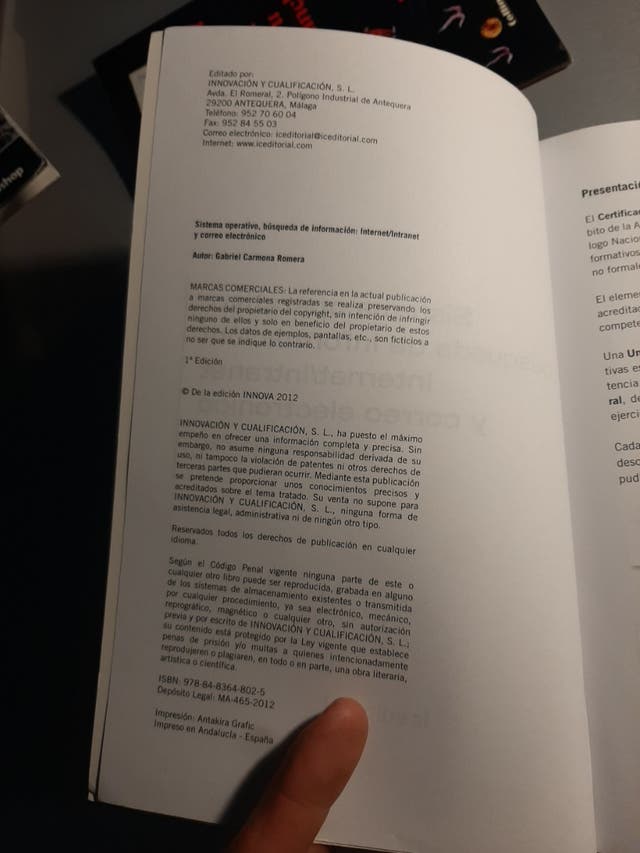 Editado por:
INNOVACIÓN Y CUALIFICACIÓN, S. L.
Avda. El Romeral, 2. Polígono Industrial de Antequera
29200 ANTEQUERA, Málaga
Teléfono: 952 70 60 04
Fax: 952 84 55 03
Correo electrónico: iceditorial@iceditorial.com
Internet: www.iceditorial.com
Sistema operativo, búsqueda de información: Internet/Intranet
y correo electrónico
Autor: Gabriel Carmona Romera
MARCAS COMERCIALES: La referencia en la actual publicación
a marcas comerciales registradas se realiza preservando los
derechos del propietario del copyright, sin intención de infringir
ninguno de ellos y solo en beneficio del propietario de estos
derechos. Los datos de ejemplos, pantallas, etc., son ficticios a
no ser que se indique lo contrario.
1ª Edición
© De la edición INNOVA 2012
INNOVACIÓN Y CUALIFICACIÓN, S. L., ha puesto el máximo
empeño en ofrecer una información completa y precisa. Sin
embargo, no asume ninguna responsabilidad derivada de su
uso, ni tampoco la violación de patentes ni otros derechos de
terceras partes que pudieran ocurrir. Mediante esta publicación
se pretende proporcionar unos conocimientos precisos y
acreditados sobre el tema tratado. Su venta no supone para
INNOVACIÓN Y CUALIFICACIÓN, S. L., ninguna forma de
asistencia legal, administrativa ni de ningún otro tipo.
Reservados todos los derechos de publicación en cualquier
idioma.
Según el Código Penal vigente ninguna parte de este o
cualquier otro libro puede ser reproducida, grabada en alguno
de los sistemas de almacenamiento existentes o transmitida
por cualquier procedimiento, ya sea electrónico, mecánico,
reprográfico, magnético o cualquier otro, sin autorización
previa y por escrito de INNOVACIÓN Y CUALIFICACIÓN, S. L.;
su contenido está protegido por la Ley vigente que establece
penas de prisión y/o multas a quienes intencionadamente
reprodujeren o plagiaren, en todo o en parte, una obra literaria,
artística o científica.
ISBN: 978-84-8364-802-5
Depósito Legal: MA-465-2012
Impresión: Antakira Grafic
Impreso en Andalucía - España
Presentaci
El Certifica
bito de la A
logo Nacio
formativos
no formal
El eleme
acredita
compete
Una Un
tivas es
tencia
ral, de
ejerci
Cada
desc
pud
shop